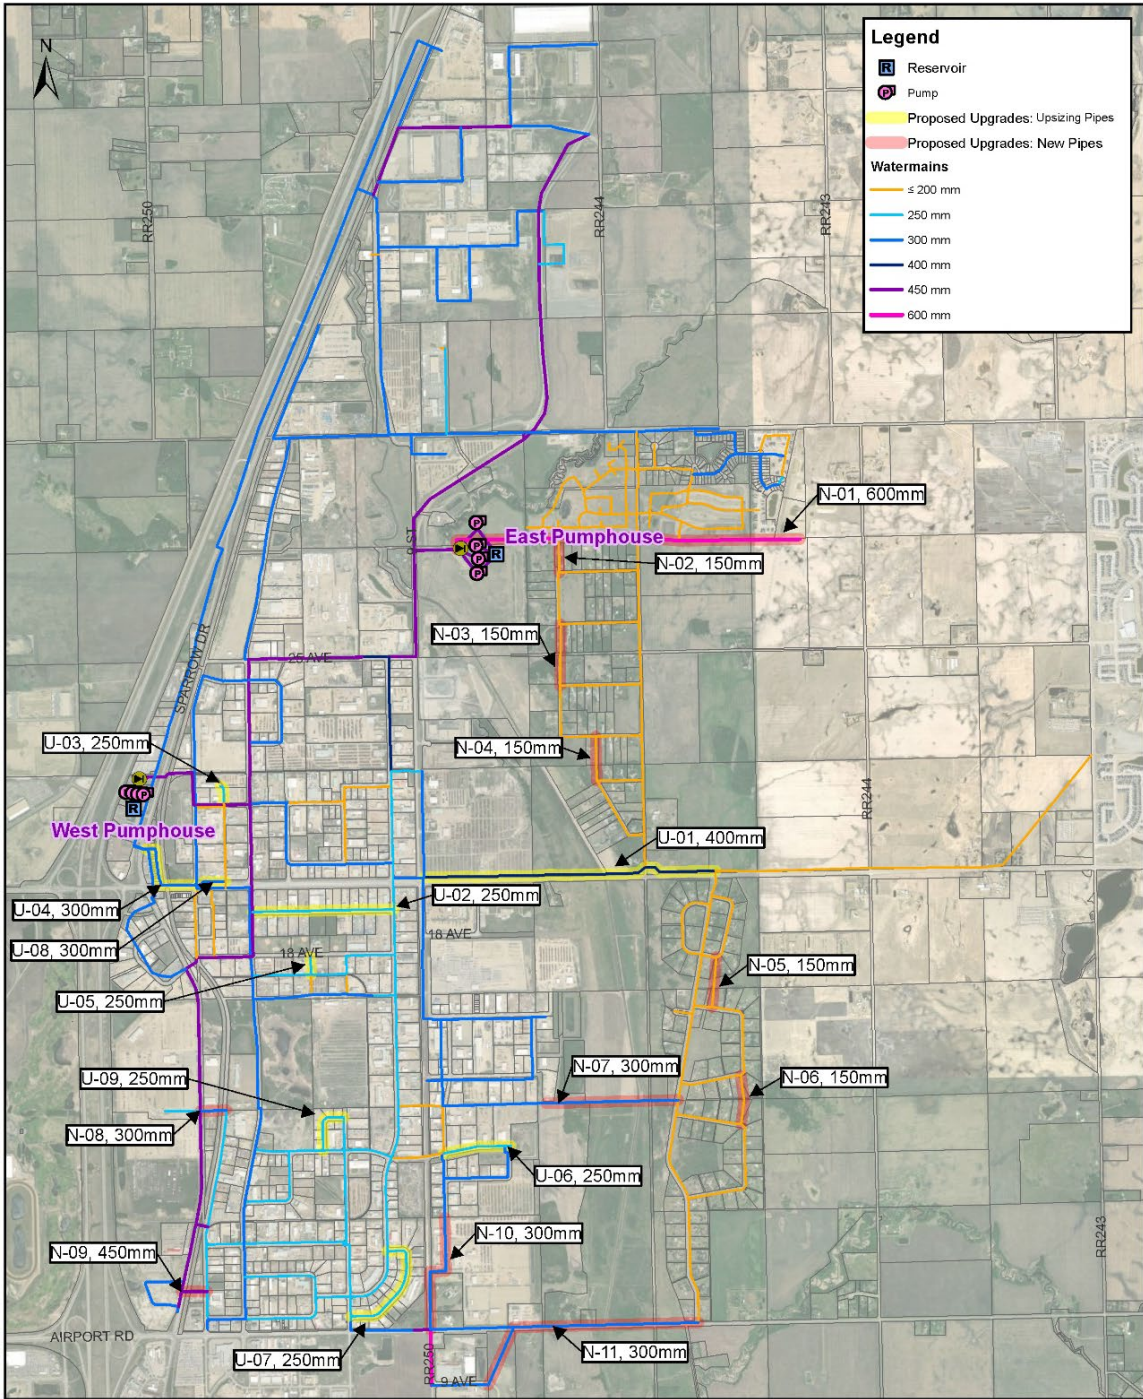 N
Legend
R Reservoir
P Pump
Proposed Upgrades: Upsizing Pipes
Proposed Upgrades: New Pipes
Watermains
≤ 200 mm
250 mm
300 mm
400 mm
450 mm
600 mm
RR250
RR244
RR243
N-01, 600mm
9 ST
P
P
P
P
R
East Pumphouse
N-02, 150mm
N-03, 150mm
SPARROW DR
25 AVE
U-03, 250mm
N-04, 150mm
P
R
West Pumphouse
RR244
U-01, 400mm
U-04, 300mm
U-02, 250mm
U-08, 300mm
18 AVE
18 AVE
N-05, 150mm
U-05, 250mm
N-07, 300mm
U-09, 250mm
N-06, 150mm
N-08, 300mm
U-06, 250mm
N-10, 300mm
RR243
N-09, 450mm
AIRPORT RD
N-11, 300mm
U-07, 250mm
RR250
9 AVE